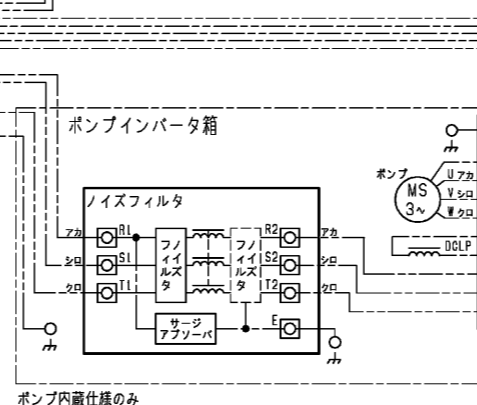 ポンプインバータ箱
ポンプ
MS
3~
Uアカ
Vシロ
Wクロ
DCLP
ノイズフィルタ
アカ
R1
R2
アカ
シロ
S1
S2
シロ
クロ
T1
T2
クロ
ノイズ
フィルタ
ノイズ
フィルタ
サージ
アブソーバ
E
ポンプ内蔵仕様のみ